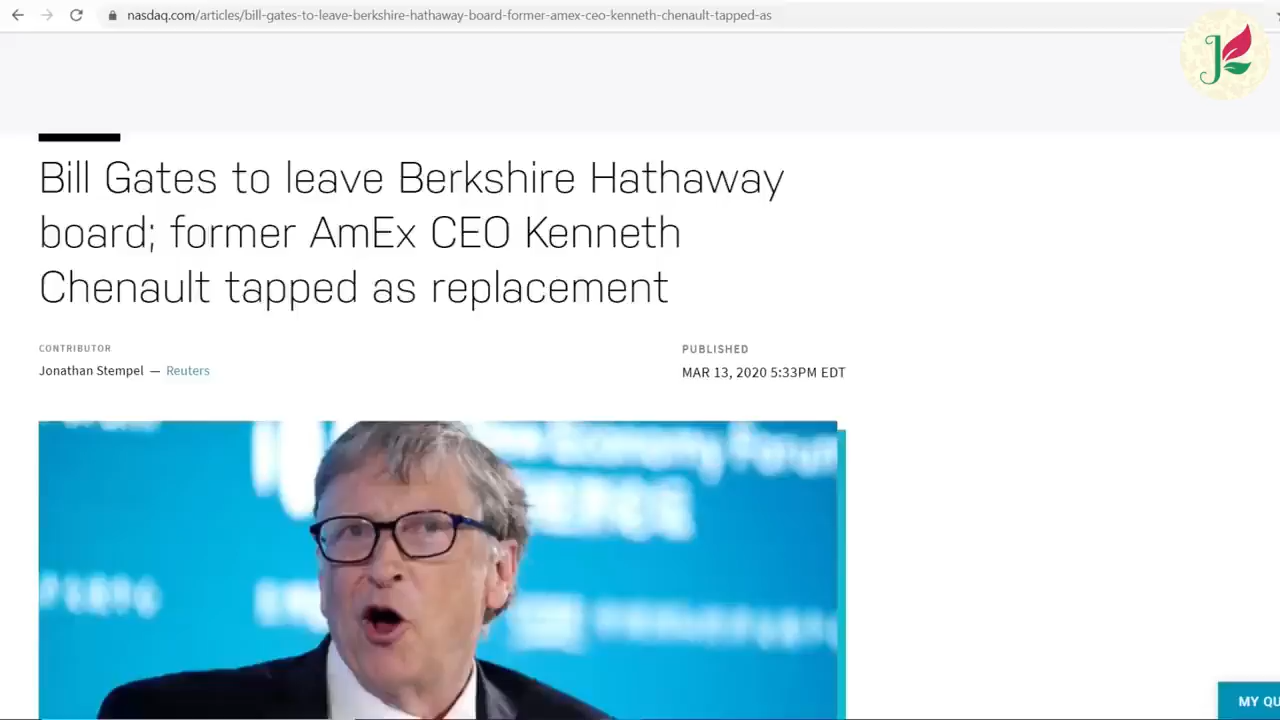 nasdaq.com/articles/bill-gates-to-leave-berkshire-hathaway-board-former-amex-ceo-kenneth-chenault-tapped-as
Bill Gates to leave Berkshire Hathaway
board; former AmEx CEO Kenneth
Chenault tapped as replacement
CONTRIBUTOR
Jonathan Stempel — Reuters
PUBLISHED
MAR 13, 2020 5:33PM EDT
Economy Forum
MY QU